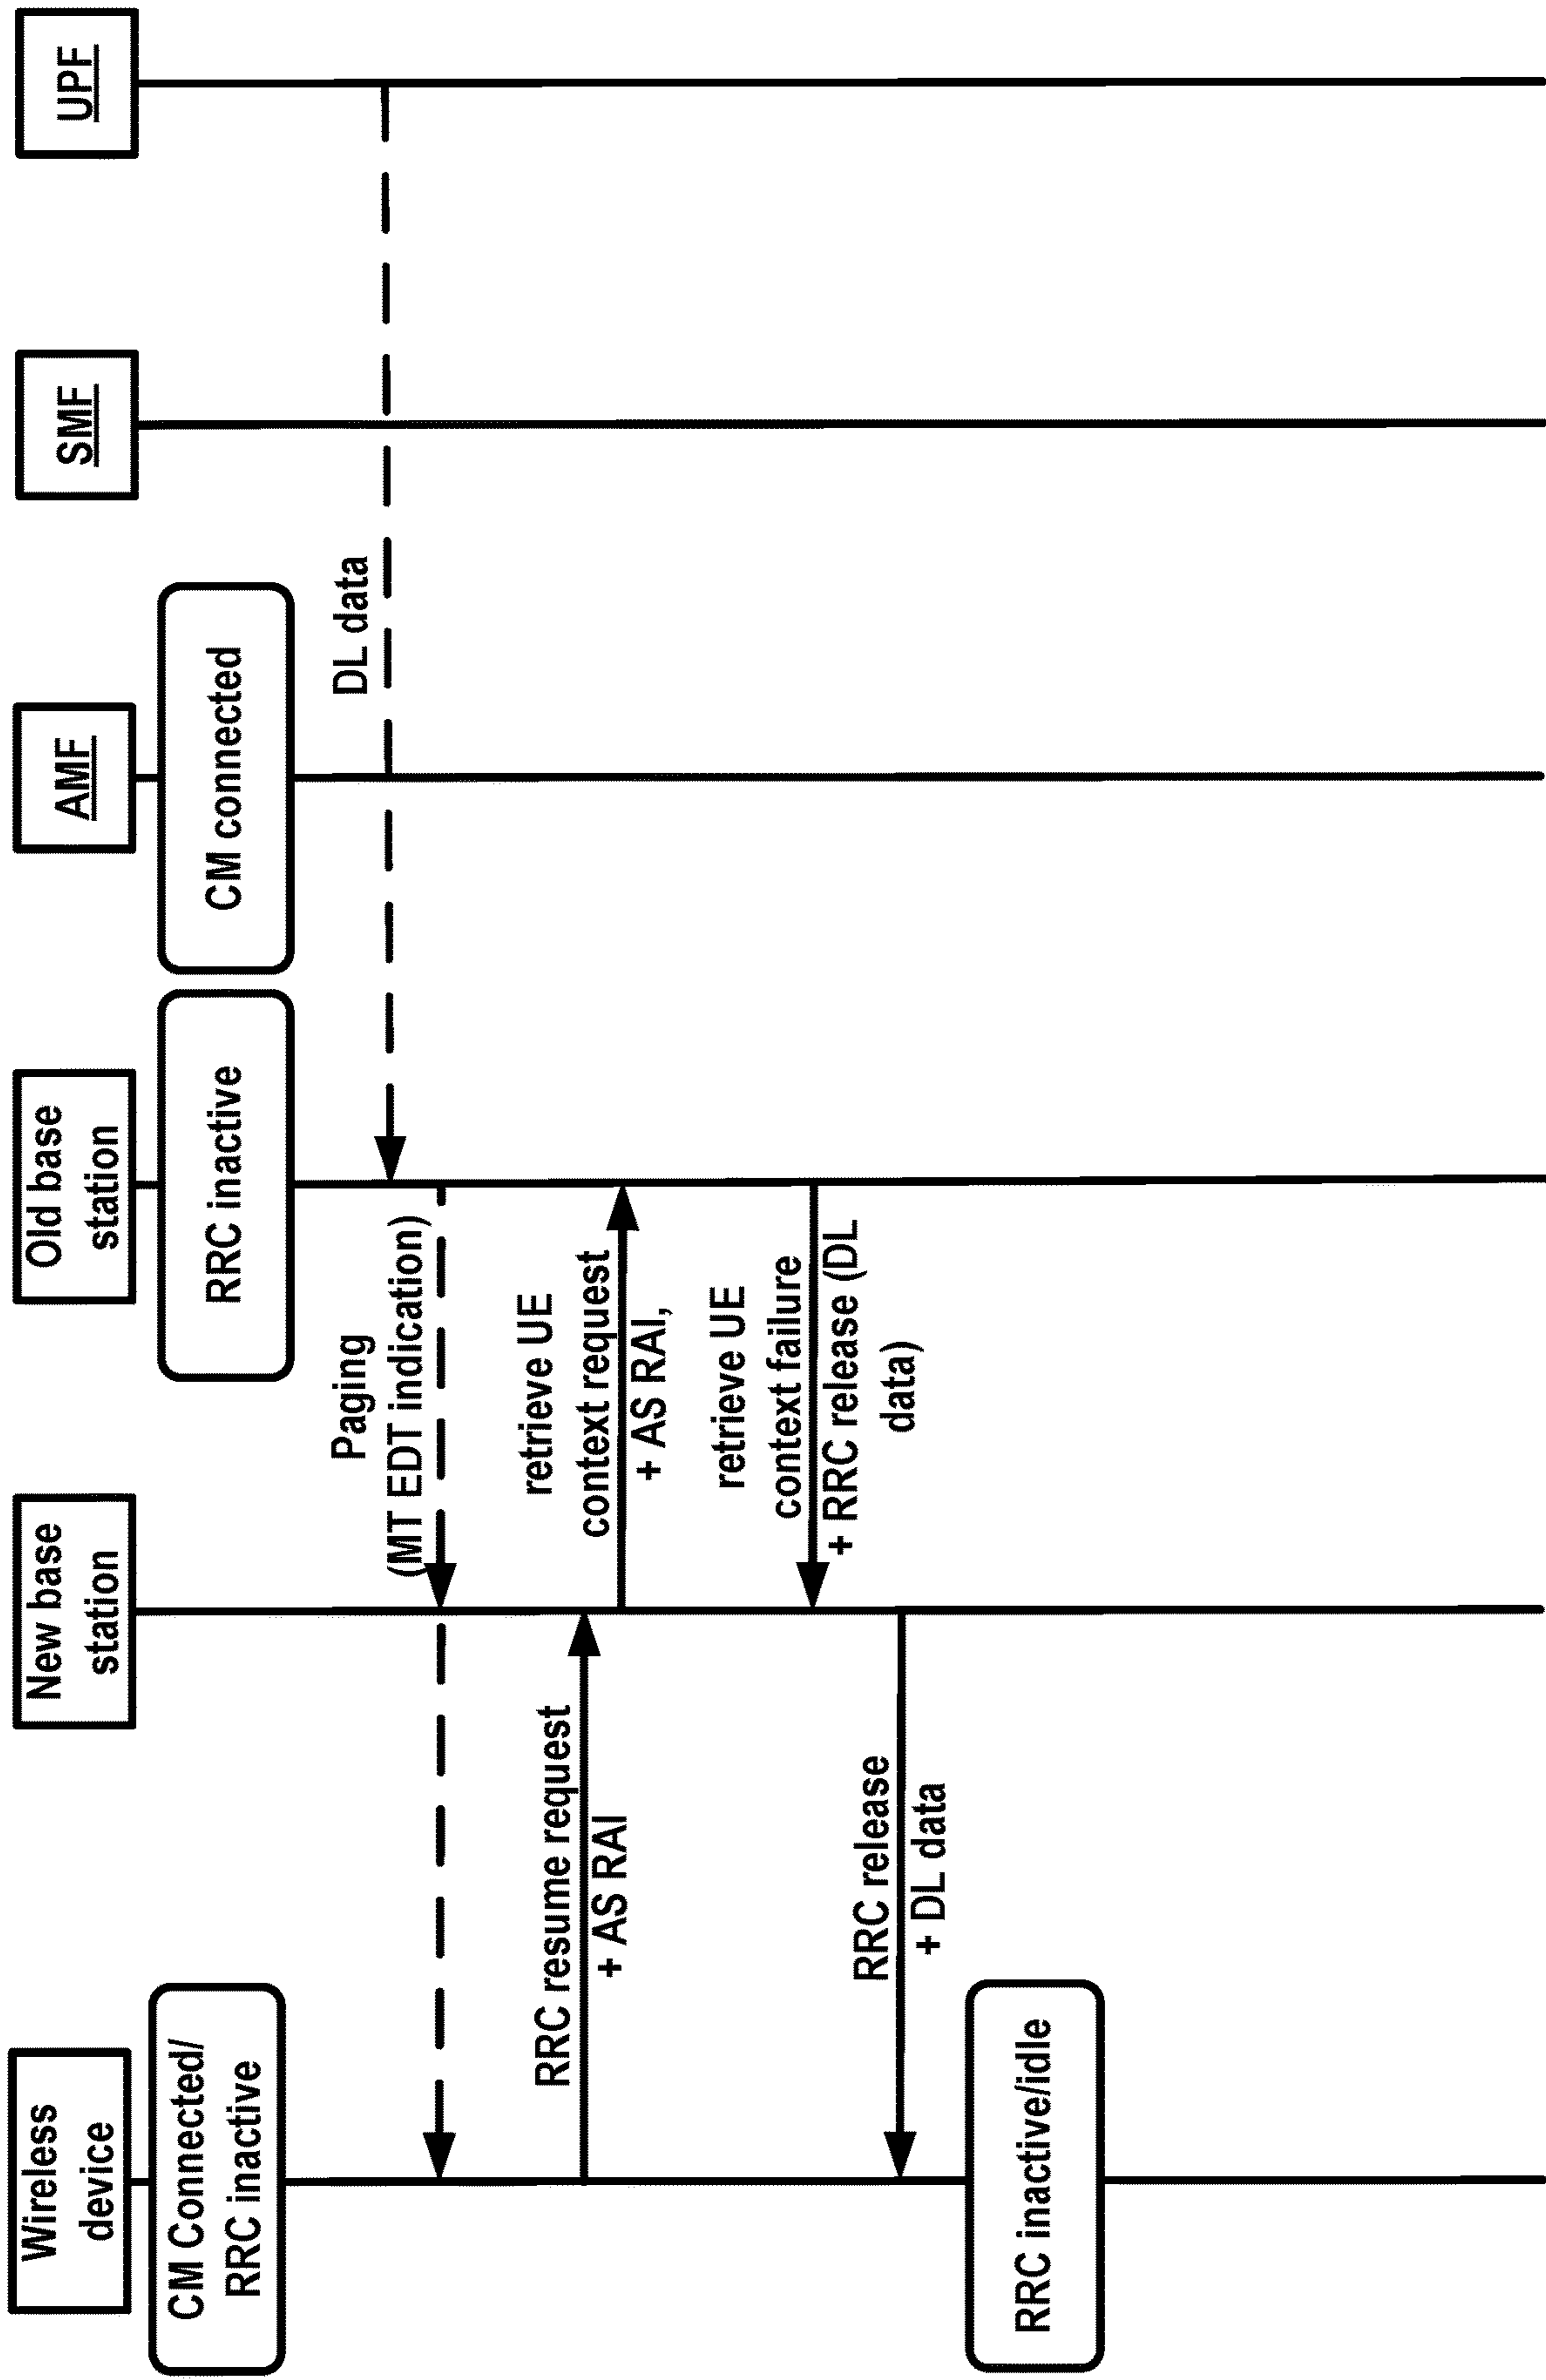 Wireless
device
New base
station
Old base
station
AMF
SMF
UPF
CM Connected/
RRC inactive
RRC inactive
CM connected
DL data
Paging
(MT EDT indication)
RRC resume request
+ AS RAI
retrieve UE
context request
+ AS RAI,
retrieve UE
context failure
+ RRC release (DL
data)
RRC release
+ DL data
RRC inactive/idle